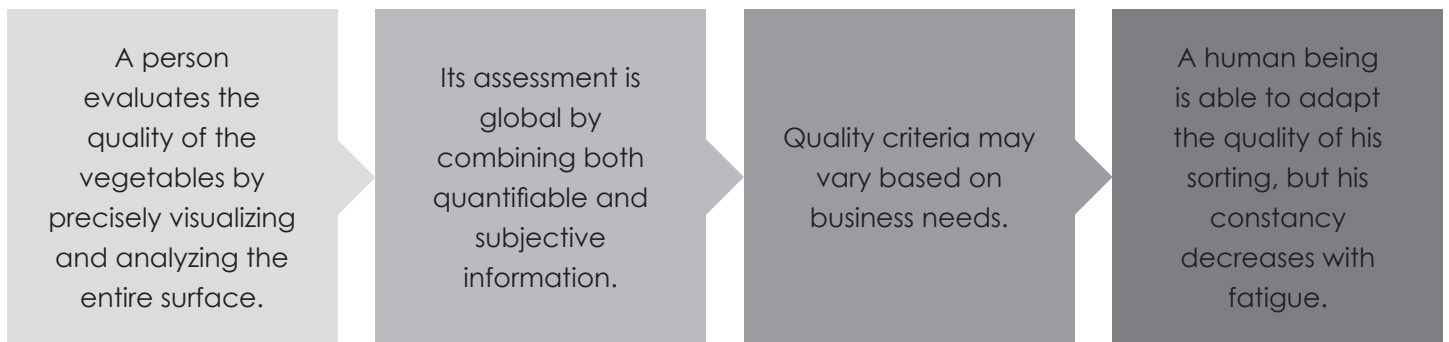 A person
evaluates the
quality of the
vegetables by
precisely visualizing
and analyzing the
entire surface.
Its assessment is
global by
combining both
quantifiable and
subjective
information.
Quality criteria may
vary based on
business needs.
A human being
is able to adapt
the quality of his
sorting, but his
constancy
decreases with
fatigue.